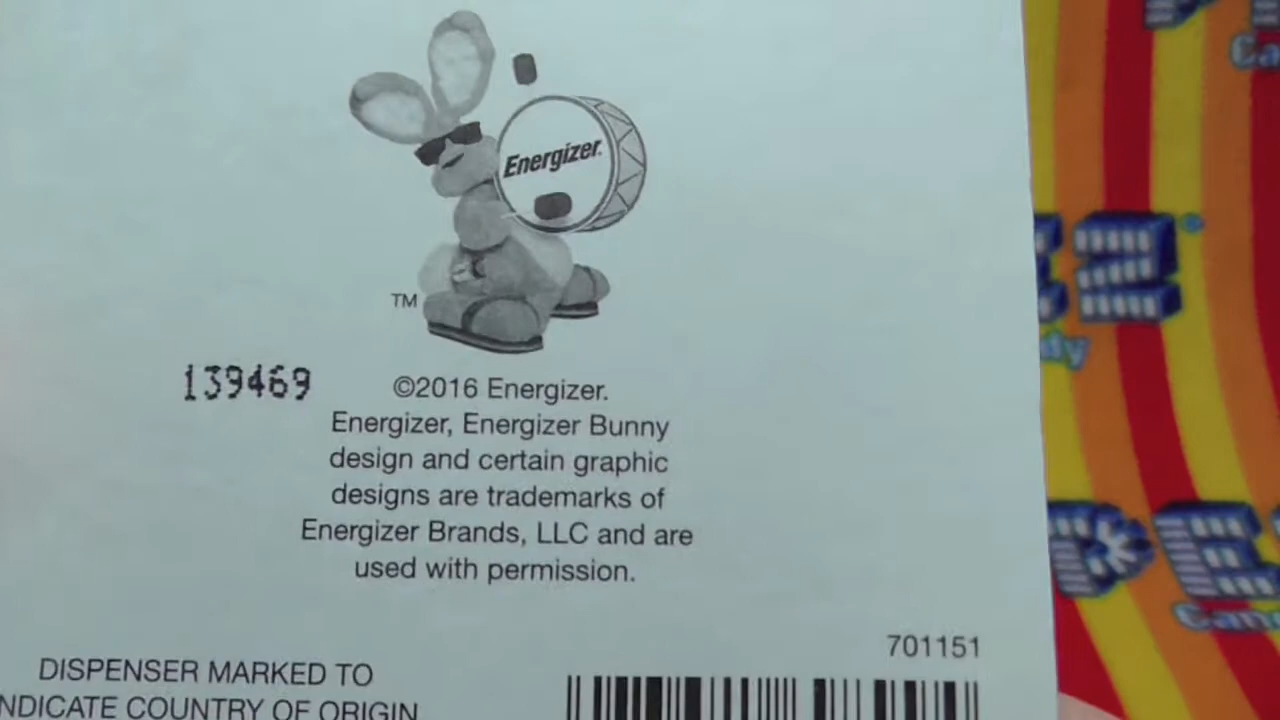 Energizer.
TM
139469
©2016 Energizer.
Energizer, Energizer Bunny
design and certain graphic
designs are trademarks of
Energizer Brands, LLC and are
used with permission.
701151
DISPENSER MARKED TO
NDICATE COUNTRY OF ORIGIN